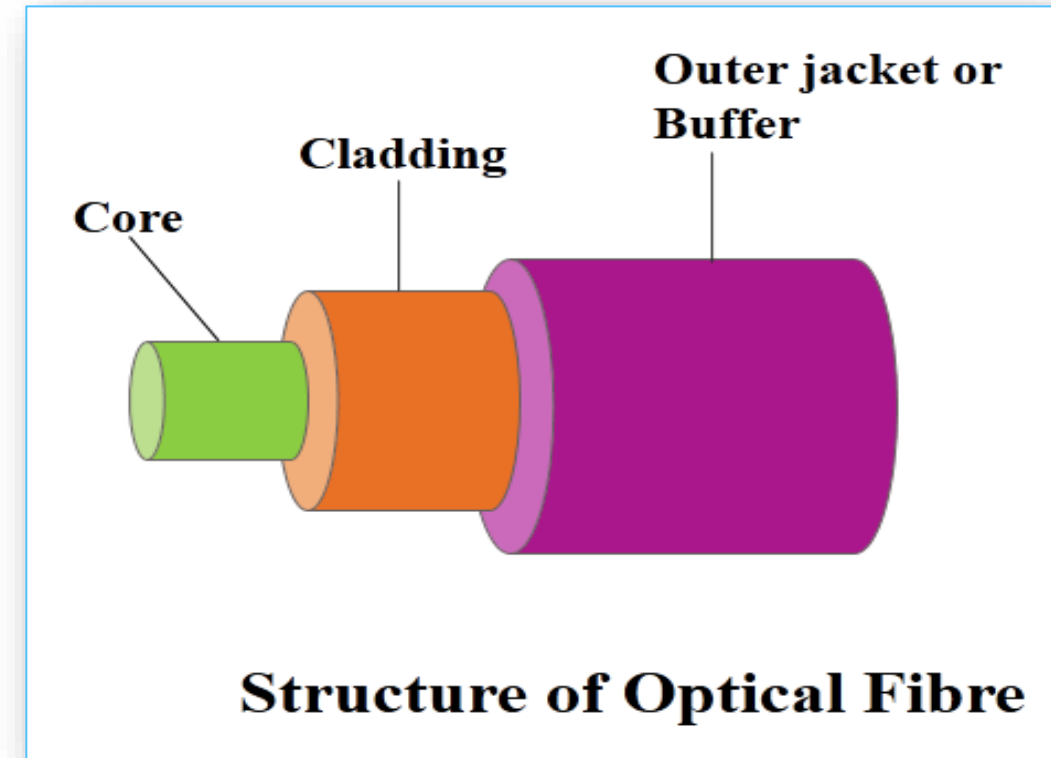 Outer jacket or
Buffer
Cladding
Core
Structure of Optical Fibre